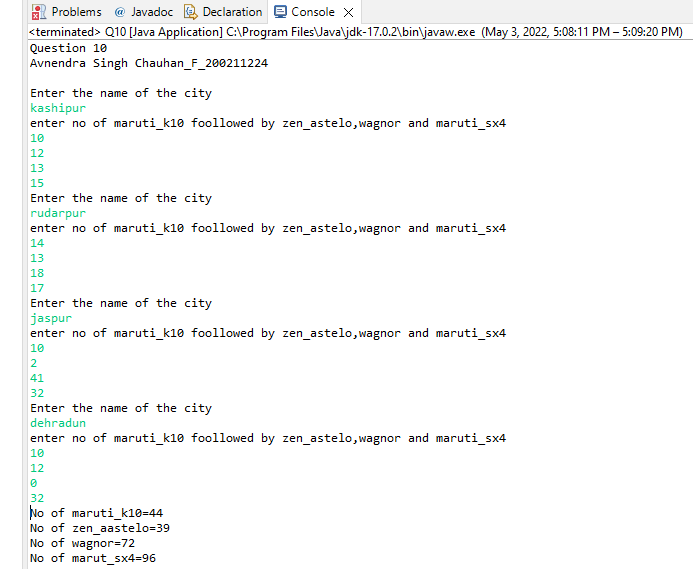 Problems @ Javadoc Declaration Console
<terminated> Q10 [Java Application] C:\Program Files\Java\jdk-17.0.2\bin\javaw.exe (May 3, 2022, 5:08:11 PM – 5:09:20 PM)
Question 10
Avnendra Singh Chauhan_F_200211224
Enter the name of the city
kashipur
enter no of maruti_k10 foollowed by zen_astelo,wagnor and maruti_sx4
10
12
13
15
Enter the name of the city
rudarpur
enter no of maruti_k10 foollowed by zen_astelo,wagnor and maruti_sx4
14
13
18
17
Enter the name of the city
jaspur
enter no of maruti_k10 foollowed by zen_astelo,wagnor and maruti_sx4
10
2
41
32
Enter the name of the city
dehradun
enter no of maruti_k10 foollowed by zen_astelo,wagnor and maruti_sx4
10
12
0
32
No of maruti_k10=44
No of zen_aastelo=39
No of wagnor=72
No of marut_sx4=96